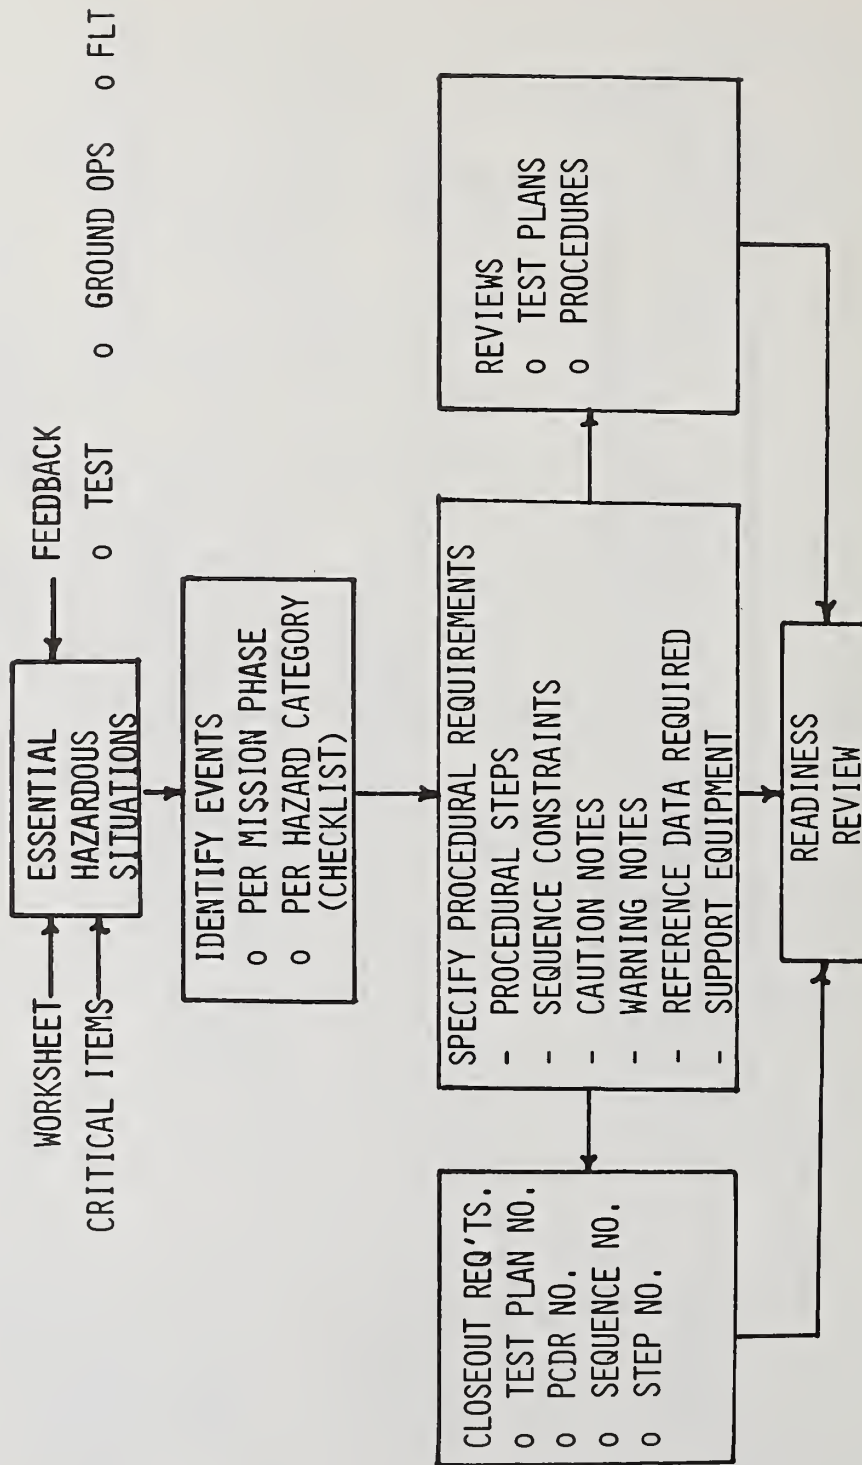 WORKSHEET
CRITICAL ITEMS
ESSENTIAL
HAZARDOUS
SITUATIONS
FEEDBACK
o TEST o GROUND OPS o FLT
IDENTIFY EVENTS
o PER MISSION PHASE
o PER HAZARD CATEGORY
(CHECKLIST)
SPECIFY PROCEDURAL REQUIREMENTS
- PROCEDURAL STEPS
- SEQUENCE CONSTRAINTS
- CAUTION NOTES
- WARNING NOTES
- REFERENCE DATA REQUIRED
- SUPPORT EQUIPMENT
CLOSEOUT REQ'TS.
o TEST PLAN NO.
o PCDR NO.
o SEQUENCE NO.
o STEP NO.
REVIEWS
o TEST PLANS
o PROCEDURES
READINESS
REVIEW